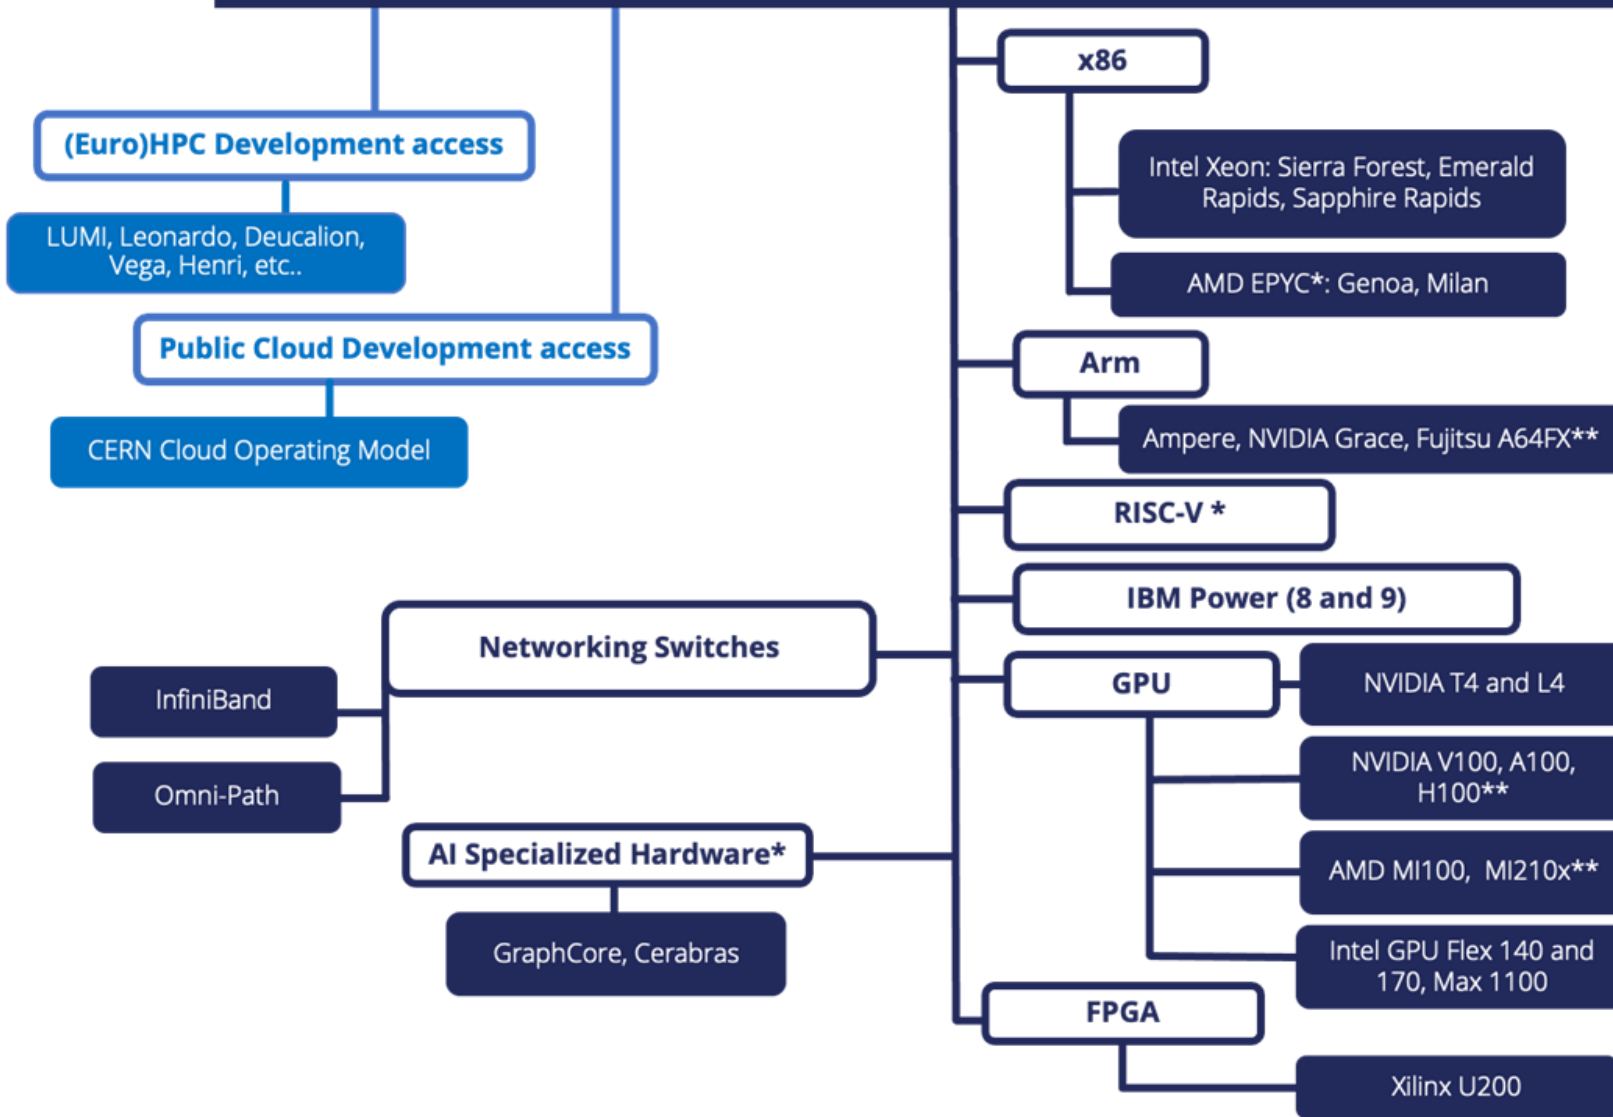 (Euro)HPC Development access
LUMI, Leonardo, Deucalion,
Vega, Henri, etc..
Public Cloud Development access
CERN Cloud Operating Model
Networking Switches
InfiniBand
Omni-Path
AI Specialized Hardware*
GraphCore, Cerabras
x86
Intel Xeon: Sierra Forest, Emerald
Rapids, Sapphire Rapids
AMD EPYC*: Genoa, Milan
Arm
Ampere, NVIDIA Grace, Fujitsu A64FX**
RISC-V *
IBM Power (8 and 9)
GPU
NVIDIA T4 and L4
NVIDIA V100, A100,
H100**
AMD MI100, MI210x**
Intel GPU Flex 140 and
170, Max 1100
FPGA
Xilinx U200